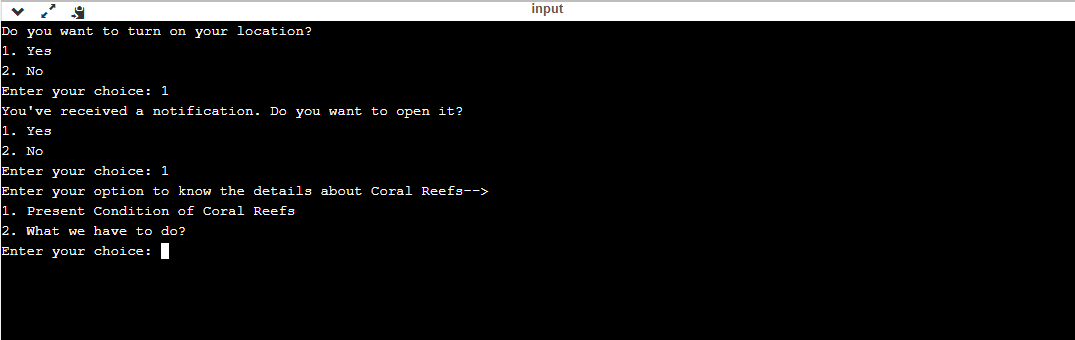 input
Do you want to turn on your location?
1. Yes
2. No
Enter your choice: 1
You've received a notification. Do you want to open it?
1. Yes
2. No
Enter your choice: 1
Enter your option to know the details about Coral Reefs-->
1. Present Condition of Coral Reefs
2. What we have to do?
Enter your choice: